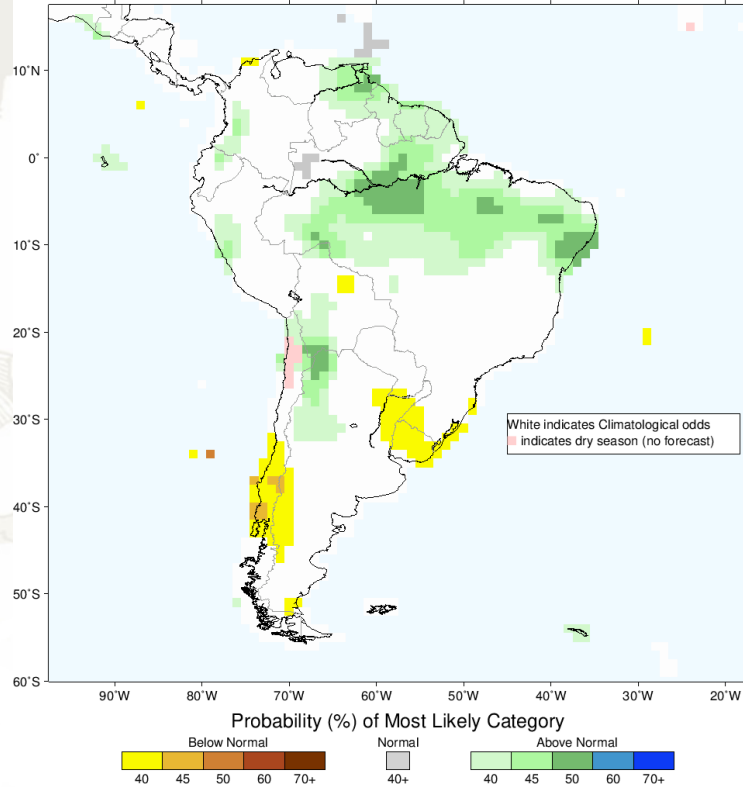 10˚N
0˚
10˚S
20˚S
30˚S
White indicates Climatological odds
indicates dry season (no forecast)
40˚S
50˚S
60˚S
90˚W 80˚W 70˚W 60˚W 50˚W 40˚W 30˚W 20˚W
Probability (%) of Most Likely Category
Below Normal Normal Above Normal
40 45 50 60 70+ 40+ 40 45 50 60 70+